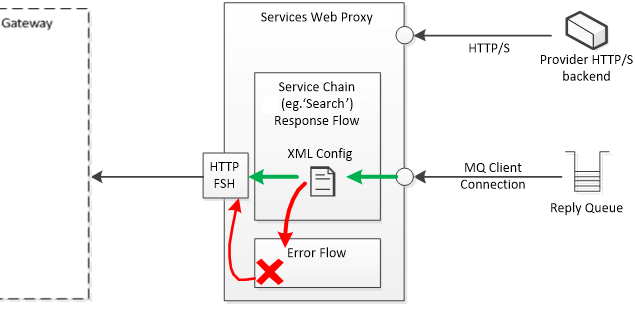 Gateway
Services Web Proxy
HTTP/S
Provider HTTP/S
backend
Service Chain
(eg.‘Search’)
Response Flow
XML Config
HTTP
FSH
MQ Client
Connection
Reply Queue
Error Flow